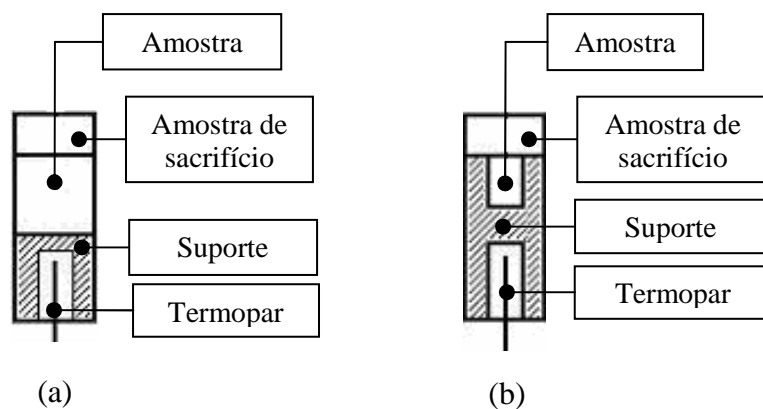 Amostra
Amostra de
sacrifício
Suporte
Termopar
(a)
Amostra
Amostra de
sacrifício
Suporte
Termopar
(b)